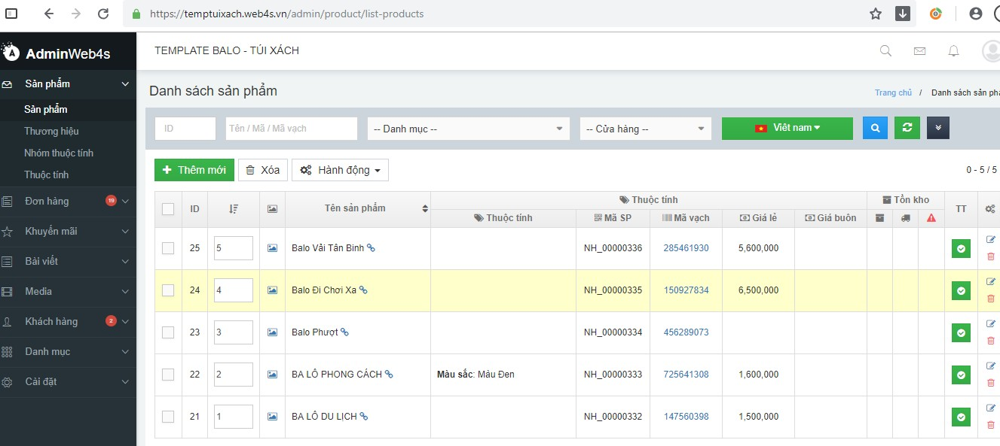 https://temptuixach.web4s.vn/admin/product/list-products
AdminWeb4s
TEMPLATE BALO - TÚI XÁCH
Sản phẩm
Sản phẩm
Thương hiệu
Nhóm thuộc tính
Thuộc tính
Đơn hàng 19
Khuyến mãi
Bài viết
Media
Khách hàng 2
Danh mục
Cài đặt
Danh sách sản phẩm
Trang chủ / Danh sách sản phẩ
ID Tên / Mã / Mã vạch -- Danh mục -- -- Cửa hàng -- Việt nam
Thêm mới Xóa Hành động 0 - 5 / 5
ID Tên sản phẩm Thuộc tính Tồn kho TT
Thuộc tính Mã SP Mã vạch Giá lẻ Giá buôn
25 5 Balo Vải Tân Binh NH_00000336 285461930 5,600,000
24 4 Balo Đi Chơi Xa NH_00000335 150927834 6,500,000
23 3 Balo Phượt NH_00000334 456289073
22 2 BA LÔ PHONG CÁCH Màu sắc: Màu Đen NH_00000333 725641308 1,600,000
21 1 BA LÔ DU LỊCH NH_00000332 147560398 1,500,000